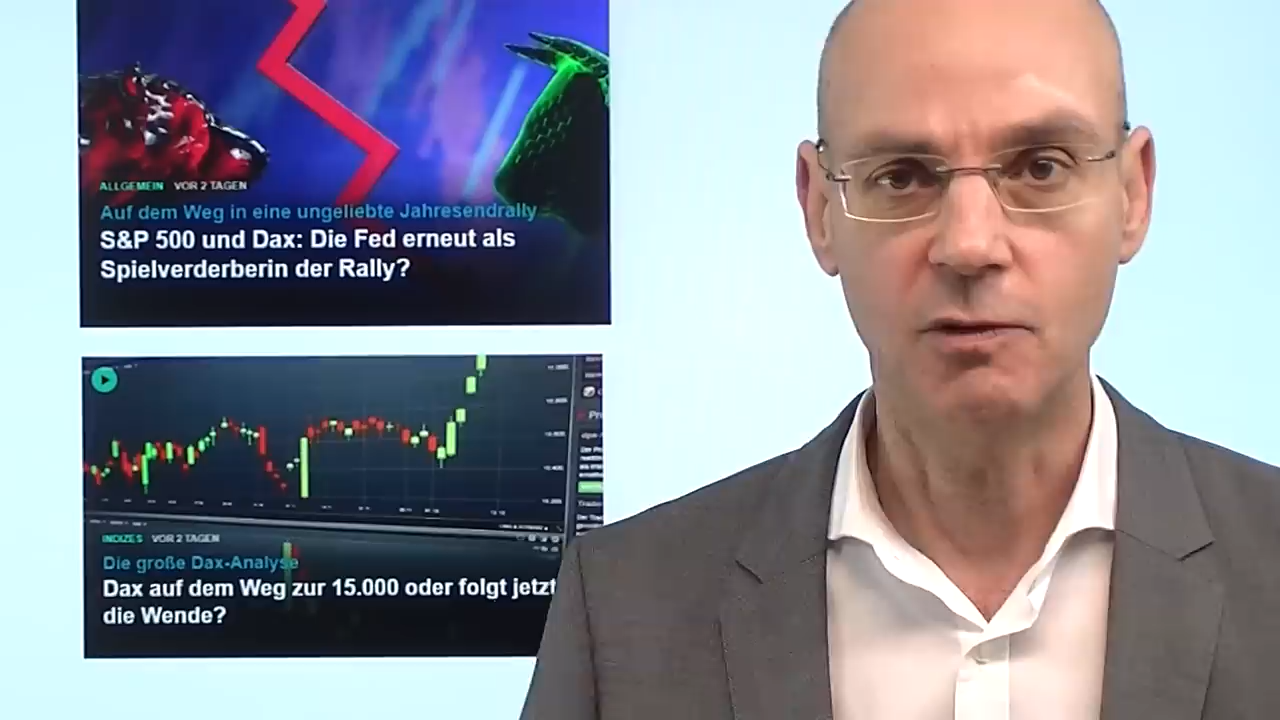 ALLGEMEIN VOR 2 TAGEN
Auf dem Weg in eine ungeliebte Jahresendrally
S&P 500 und Dax: Die Fed erneut als
Spielverderberin der Rally?
INDIZES VOR 2 TAGEN
Die große Dax-Analyse
Dax auf dem Weg zur 15.000 oder folgt jetzt
die Wende?